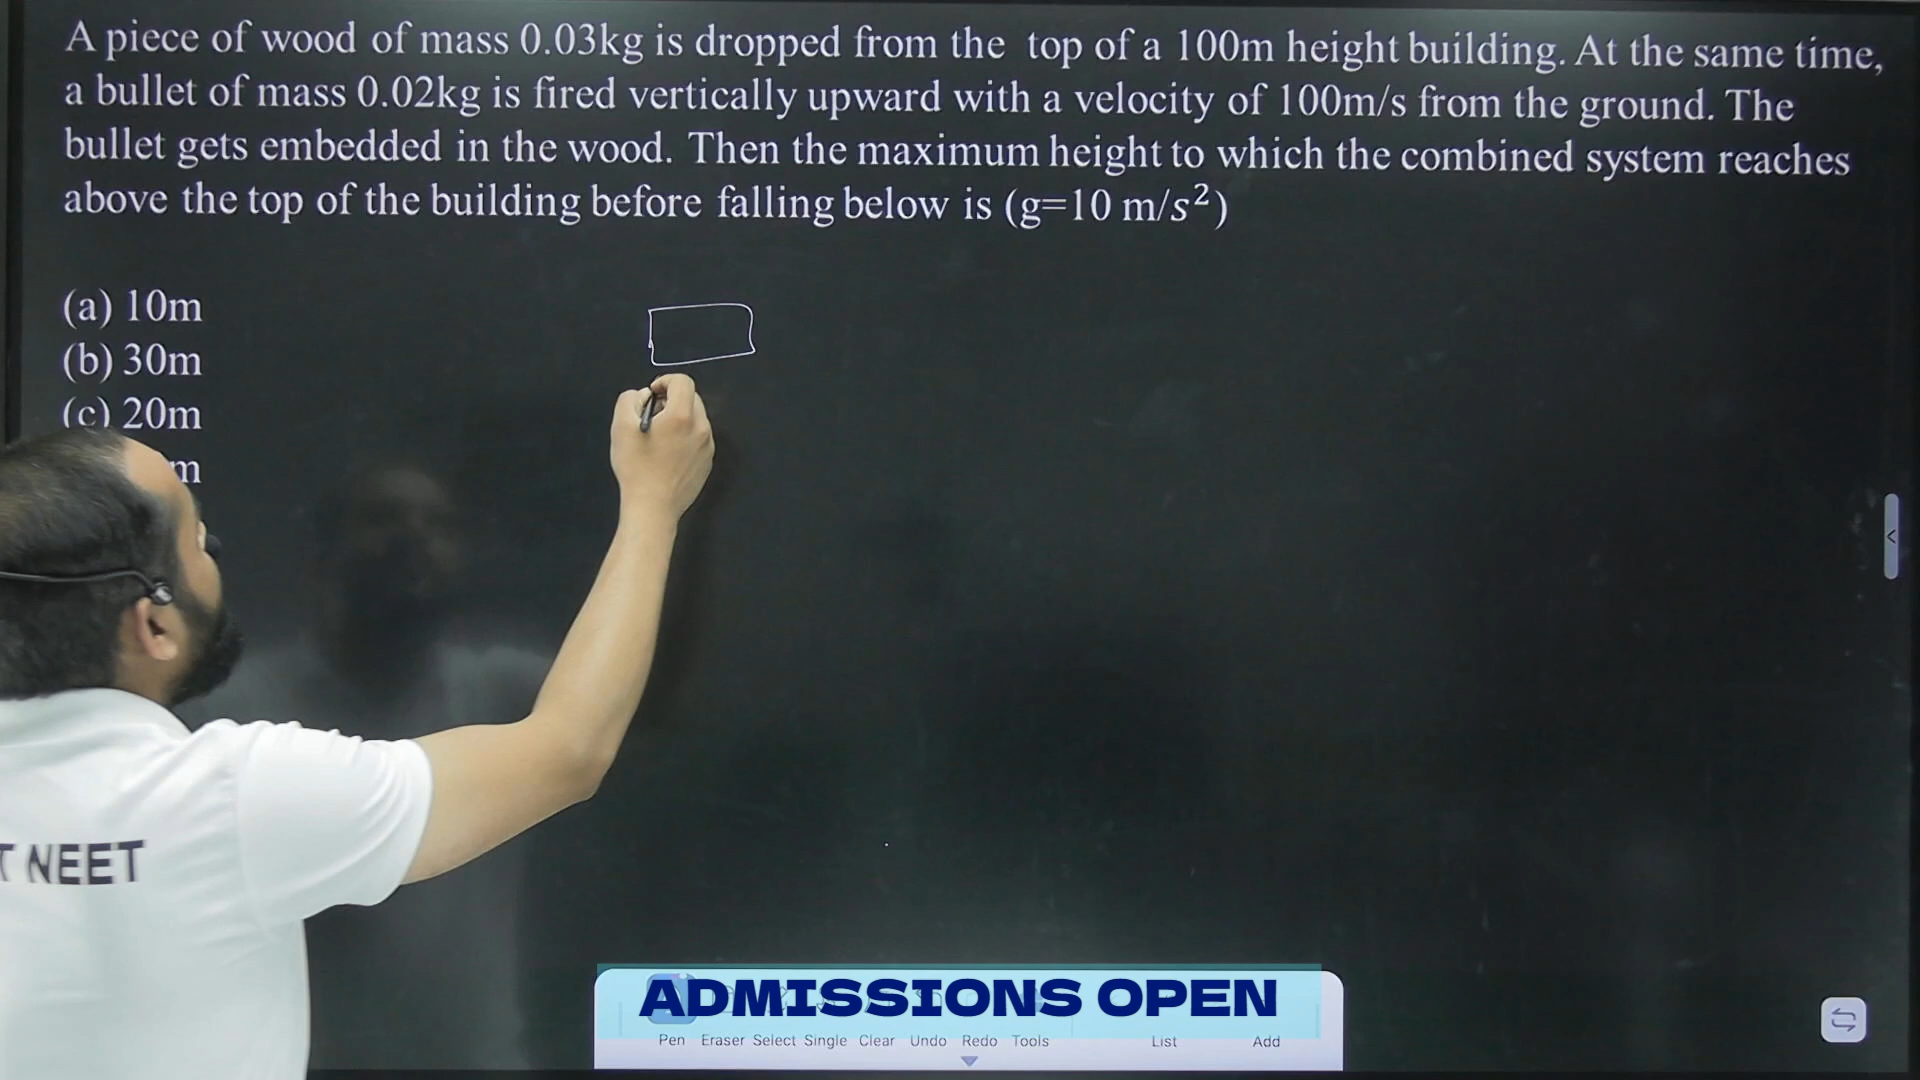 A piece of wood of mass 0.03kg is dropped from the top of a 100m height building. At the same time,
a bullet of mass 0.02kg is fired vertically upward with a velocity of 100m/s from the ground. The
bullet gets embedded in the wood. Then the maximum height to which the combined system reaches
above the top of the building before falling below is (g=10 m/s²)
(a) 10m
(b) 30m
(c) 20m
m
T NEET
ADMISSIONS OPEN
Pen Eraser Select Single Clear Undo Redo Tools List Add